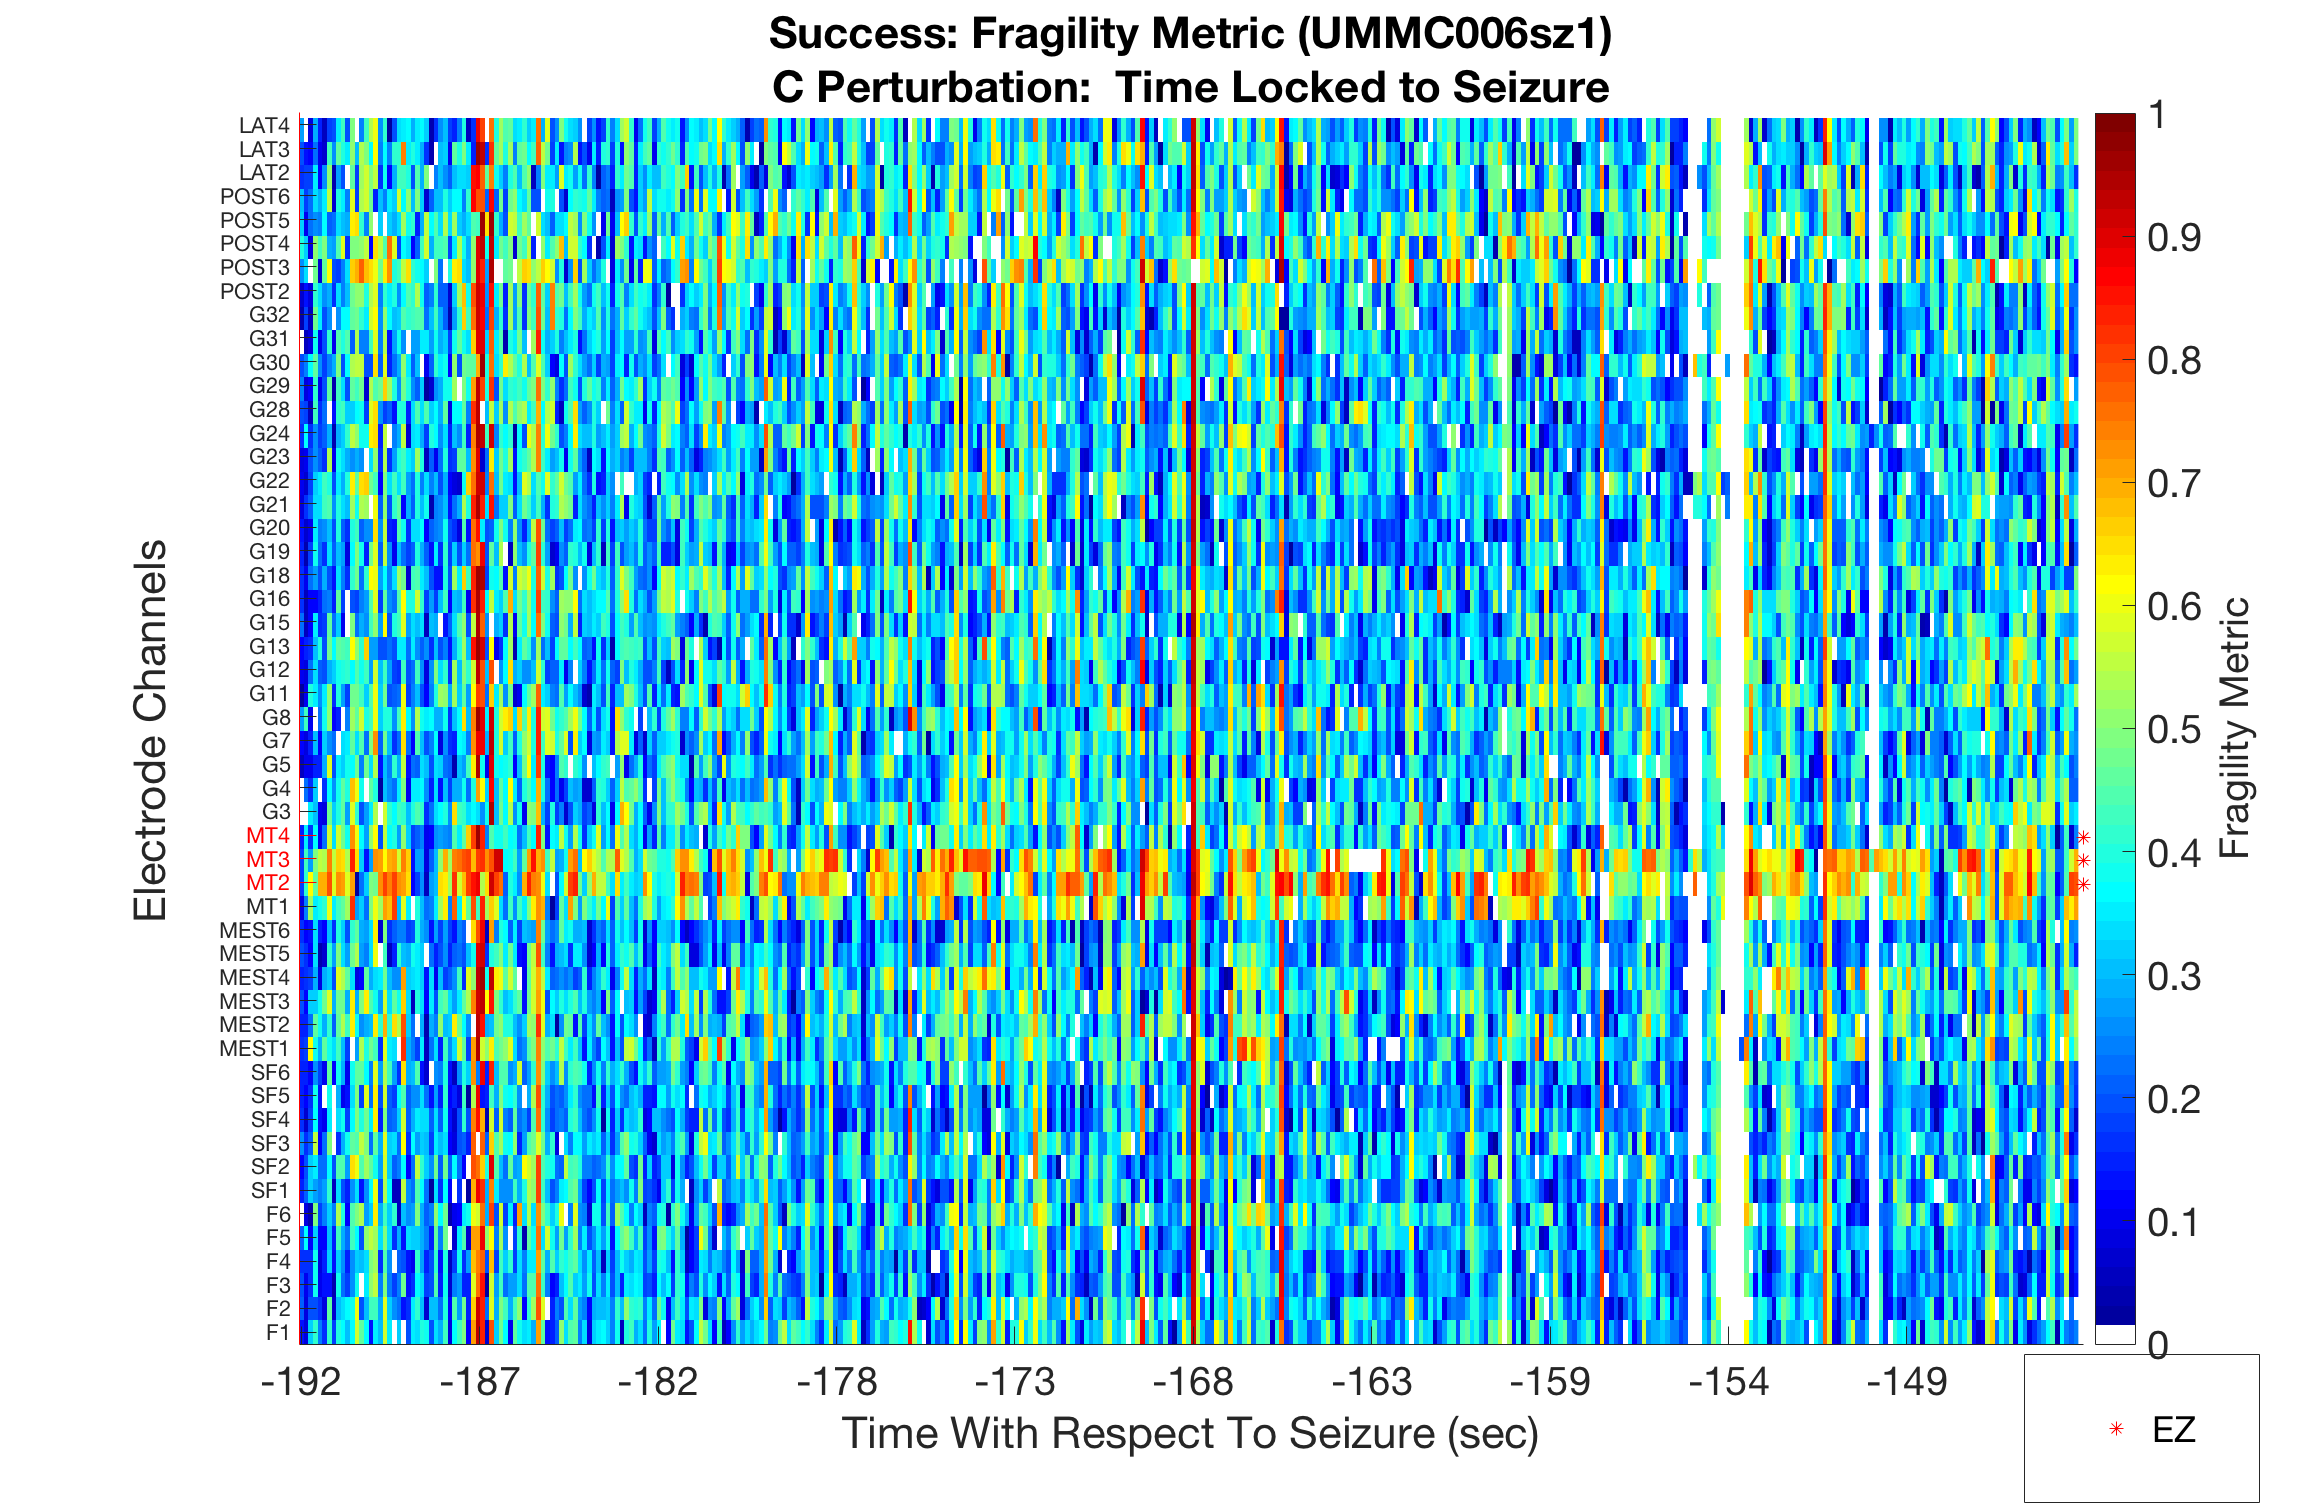 Success: Fragility Metric (UMMC006sz1)
C Perturbation:  Time Locked to Seizure
Electrode Channels
LAT4
LAT3
LAT2
POST6
POST5
POST4
POST3
POST2
G32
G31
G30
G29
G28
G24
G23
G22
G21
G20
G19
G18
G16
G15
G13
G12
G11
G8
G7
G5
G4
G3
MT4
MT3
MT2
MT1
MEST6
MEST5
MEST4
MEST3
MEST2
MEST1
SF6
SF5
SF4
SF3
SF2
SF1
F6
F5
F4
F3
F2
F1
-192 -187 -182 -178 -173 -168 -163 -159 -154 -149
Time With Respect To Seizure (sec)
1
0.9
0.8
0.7
0.6
0.5
0.4
0.3
0.2
0.1
0
Fragility Metric
EZ